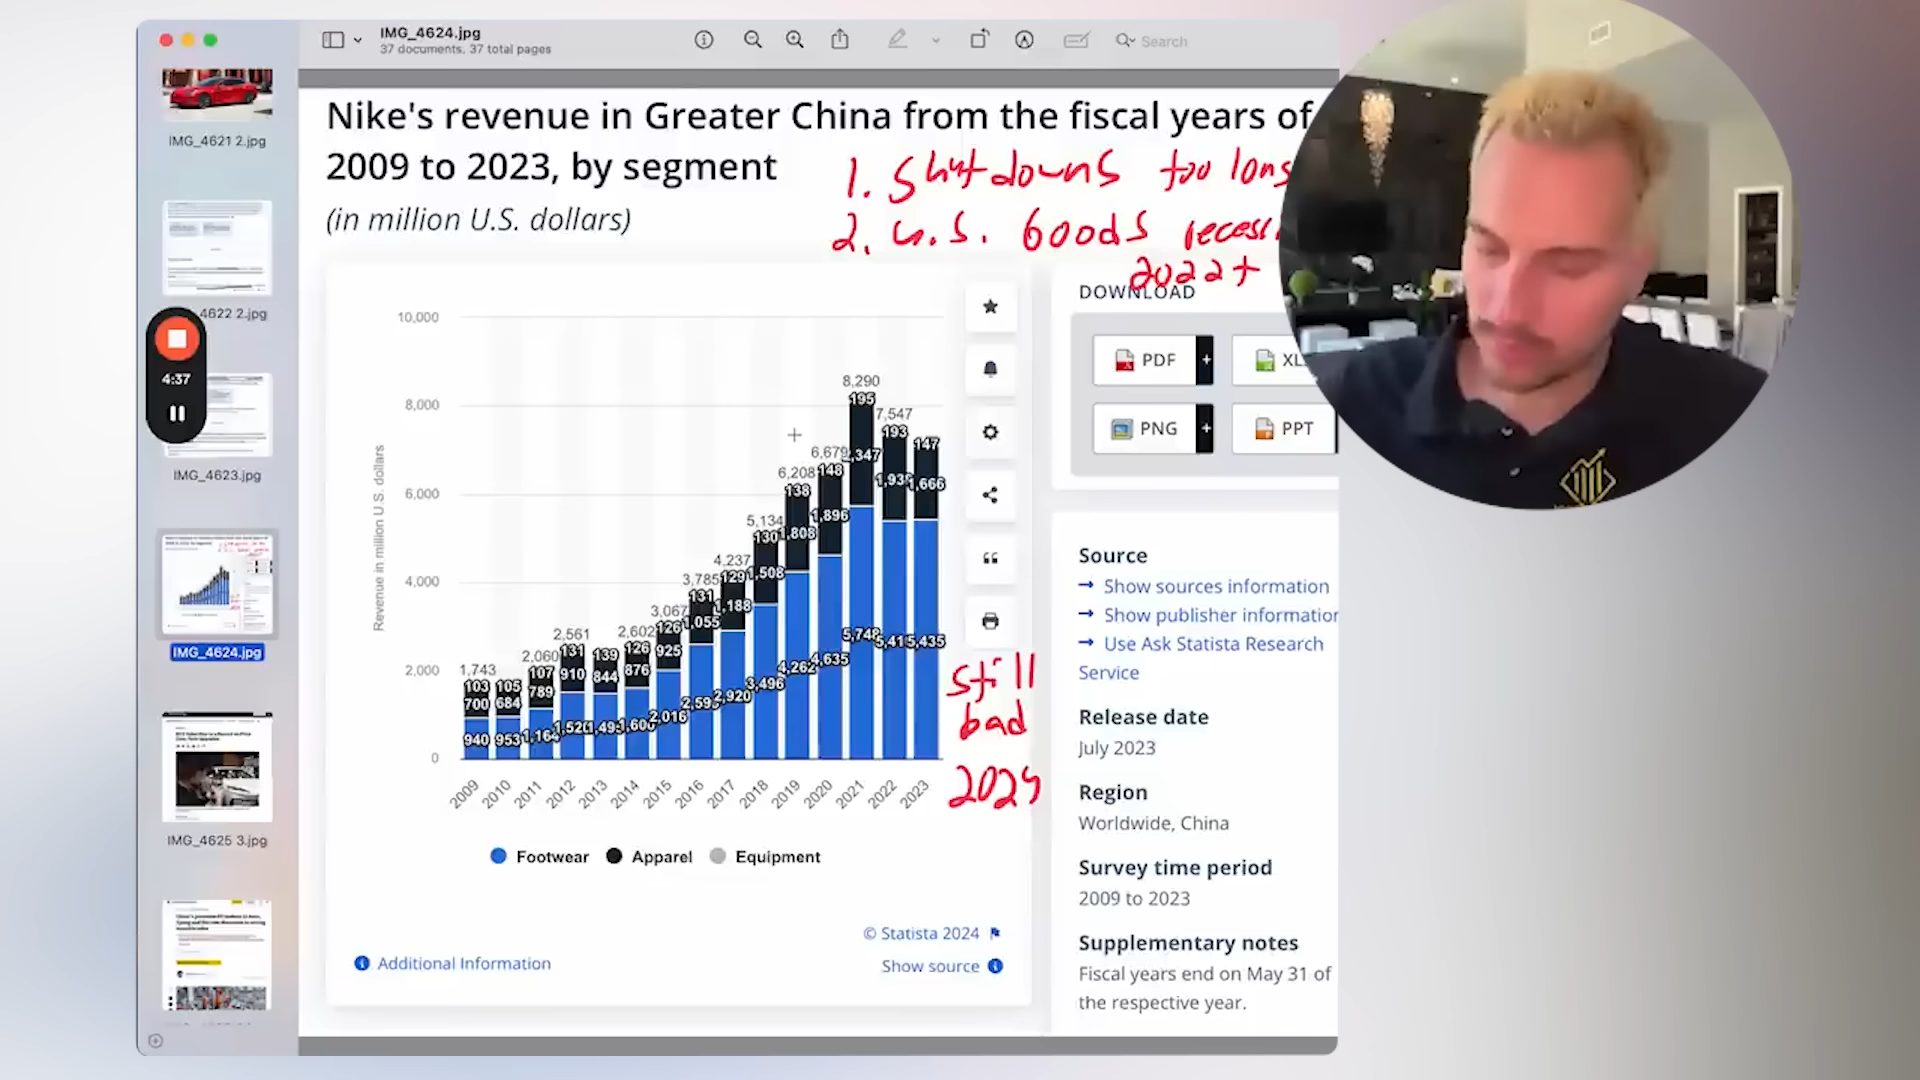 IMG_4624.jpg
37 documents, 37 total pages
Search
IMG_4621 2.jpg
4622 2.jpg
4:37
IMG_4623.jpg
IMG_4624.jpg
IMG_4625 3.jpg
Nike's revenue in Greater China from the fiscal years of
2009 to 2023, by segment
(in million U.S. dollars)
1. Shutdowns too long
2. U.S. Goods
2022+
Revenue in million U.S. dollars
10,000
8,000
6,000
4,000
2,000
0
1,743
103
700
940
105
684
953
2,060
107
789
1,164
2,561
131
910
1,520
139
844
1,49
2,602
126
876
1,600
3,067
126
925
2,016
3,785
131
1,055
2,59
4,237
129
1,188
2,920
5,134
130
1,508
3,496
6,208
138
1,808
4,262
6,679
148
1,896
4,635
8,290
195
2,347
5,748
7,547
193
1,93
5,41
147
1,666
5,435
2009 2010 2011 2012 2013 2014 2015 2016 2017 2018 2019 2020 2021 2022 2023
Footwear Apparel Equipment
still
bad
© Statista 2024
Additional Information
Show source
DOWNLOAD
PDF +
XL
PNG +
PPT
Source
→ Show sources information
→ Show publisher information
→ Use Ask Statista Research
Service
Release date
July 2023
Region
Worldwide, China
Survey time period
2009 to 2023
Supplementary notes
Fiscal years end on May 31 of
the respective year.